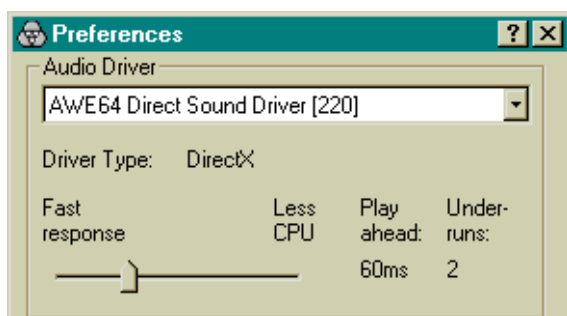 Preferences
Audio Driver
AWE64 Direct Sound Driver [220]
Driver Type: DirectX
Fast response
Less CPU
Play ahead:
Under-runs:
60ms
2